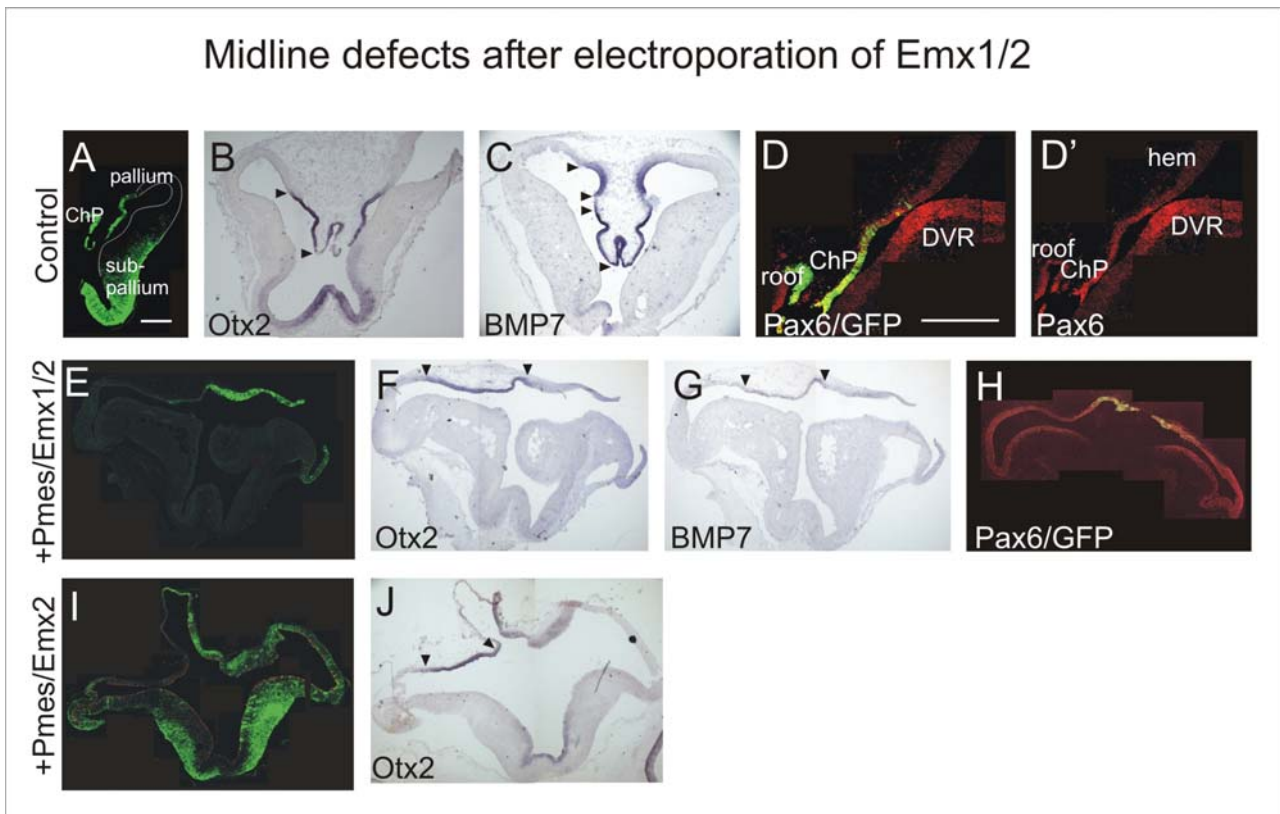 Midline defects after electroporation of Emx1/2
Control
A
pallium
ChP
sub-
pallium
B
Otx2
C
BMP7
D
roof
ChP
DVR
Pax6/GFP
D’
hem
DVR
roof
ChP
Pax6
+Pmes/Emx1/2
E
F
Otx2
G
BMP7
H
Pax6/GFP
+Pmes/Emx2
I
J
Otx2